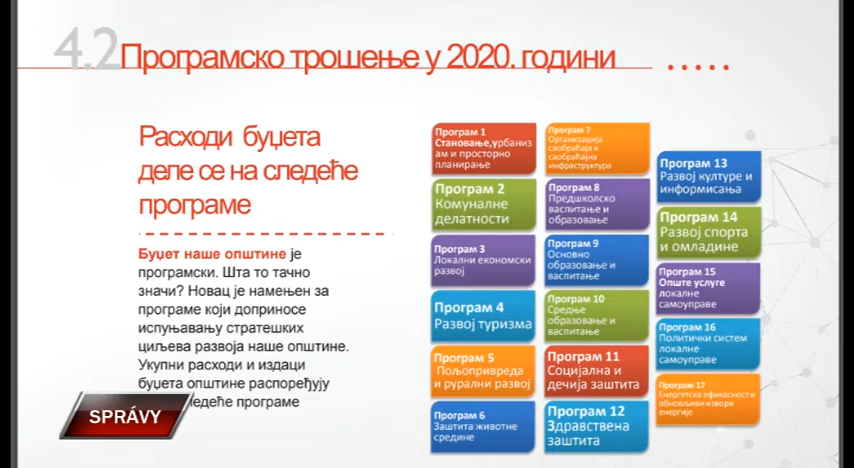 4.2 Програмско трошење у 2020. години .....
Расходи буџета
деле се на следеће
програме
Буџет наше општине је
програмски. Шта то тачно
значи? Новац је намењен за
програме који доприносе
испуњавању стратешких
циљева развоја наше општине.
Укупни расходи и издаци
буџета општине распоређују
ледеће програме
SPRÁVY
Програм 1
Становање,урбаниз
ам и просторно
планирање
Програм 2
Комуналне
делатности
Програм 3
Локални економски
развој
Програм 4
Развој туризма
Програм 5
Пољопривреда
и рурални развој
Програм 6
Заштита животне
средине
Програм 7
Организација
саобраћаја и
саобраћајна
инфраструктура
Програм 8
Предшколско
васпитање и
образовање
Програм 9
Основно
образовање и
васпитање
Програм 10
Средње
образовање и
васпитање
Програм 11
Социјална и
дечија заштита
Програм 12
Здравствена
заштита
Програм 13
Развој културе и
информисања
Програм 14
Развој спорта
и омладине
Програм 15
Опште услуге
локалне
самоуправе
Програм 16
Политички систем
локалне
самоуправе
Програм 17
Енергетска ефикасност и
обновљиви извори
енергије